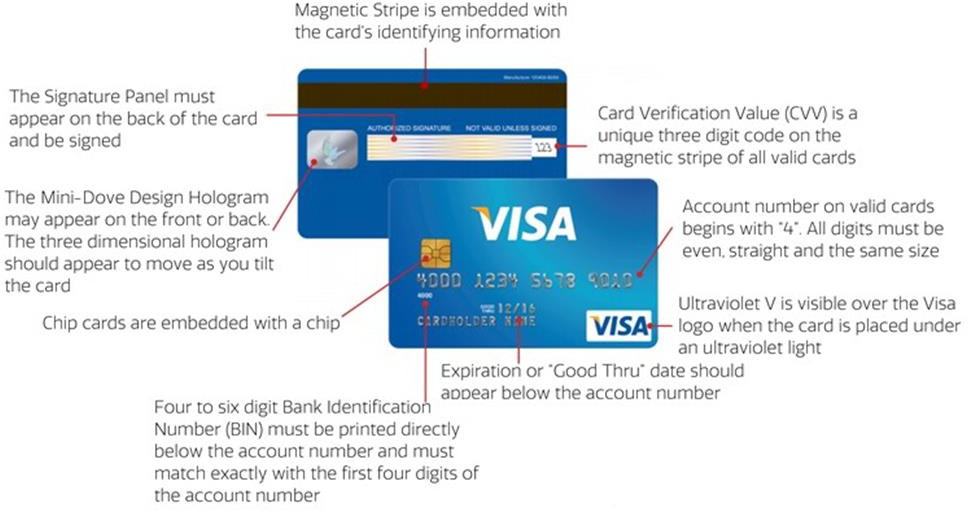 Magnetic Stripe is embedded with
the card's identifying information
The Signature Panel must
appear on the back of the card
and be signed
AUTHORIZED SIGNATURE NOT VALID UNLESS SIGNED
123
Card Verification Value (CVV) is a
unique three digit code on the
magnetic stripe of all valid cards
The Mini-Dove Design Hologram
may appear on the front or back.
The three dimensional hologram
should appear to move as you tilt
the card
VISA
Account number on valid cards
begins with "4". All digits must be
even, straight and the same size
4000 1234 5678 9010
4000
12/16
CARDHOLDER NAME
VISA
Chip cards are embedded with a chip
Ultraviolet V is visible over the Visa
logo when the card is placed under
an ultraviolet light
Expiration or "Good Thru" date should
appear below the account number
Four to six digit Bank Identification
Number (BIN) must be printed directly
below the account number and must
match exactly with the first four digits of
the account number